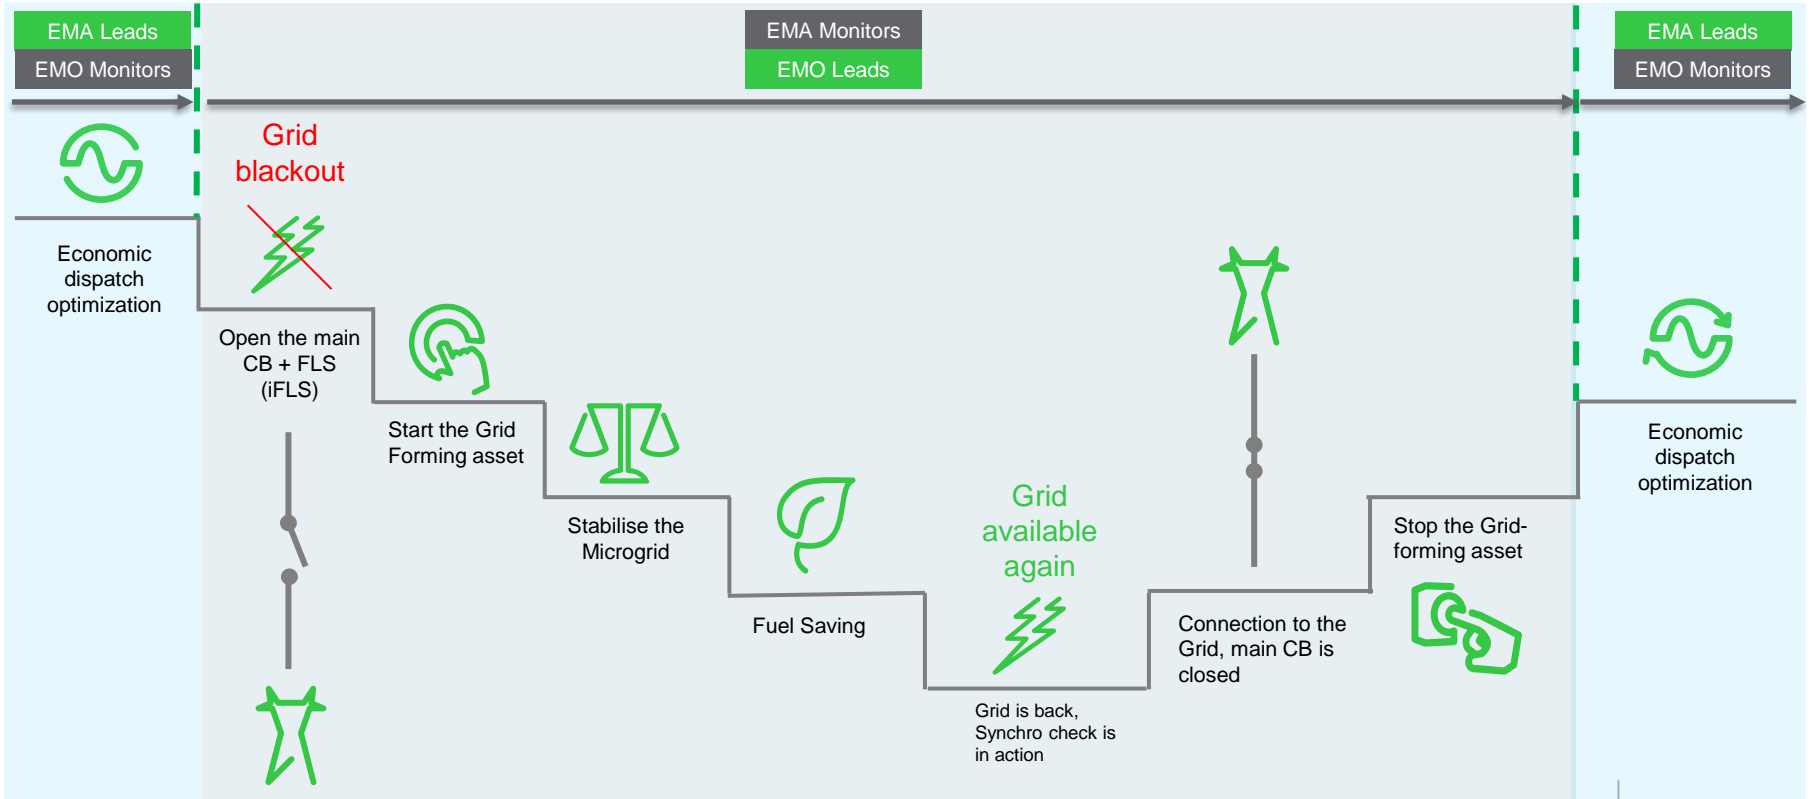 EMA Leads
EMO Monitors
EMA Monitors
EMO Leads
EMA Leads
EMO Monitors
Economic
dispatch
optimization
Grid
blackout
Open the main
CB + FLS
(iFLS)
Start the Grid
Forming asset
Stabilise the
Microgrid
Fuel Saving
Grid
available
again
Grid is back,
Synchro check is
in action
Connection to the
Grid, main CB is
closed
Stop the Grid-
forming asset
Economic
dispatch
optimization